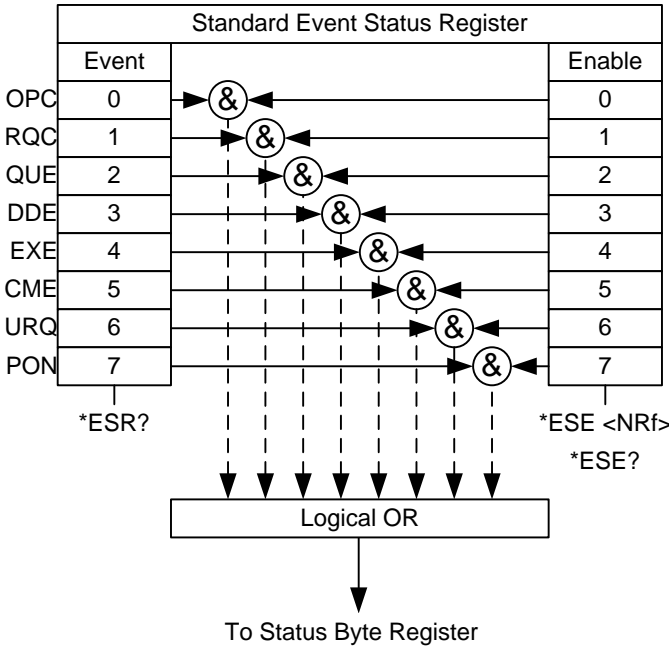 Standard Event Status Register
Event Enable
OPC 0 & 0
RQC 1 & 1
QUE 2 & 2
DDE 3 & 3
EXE 4 & 4
CME 5 & 5
URQ 6 & 6
PON 7 & 7
*ESR? *ESE <NRf>
*ESE?
Logical OR
To Status Byte Register